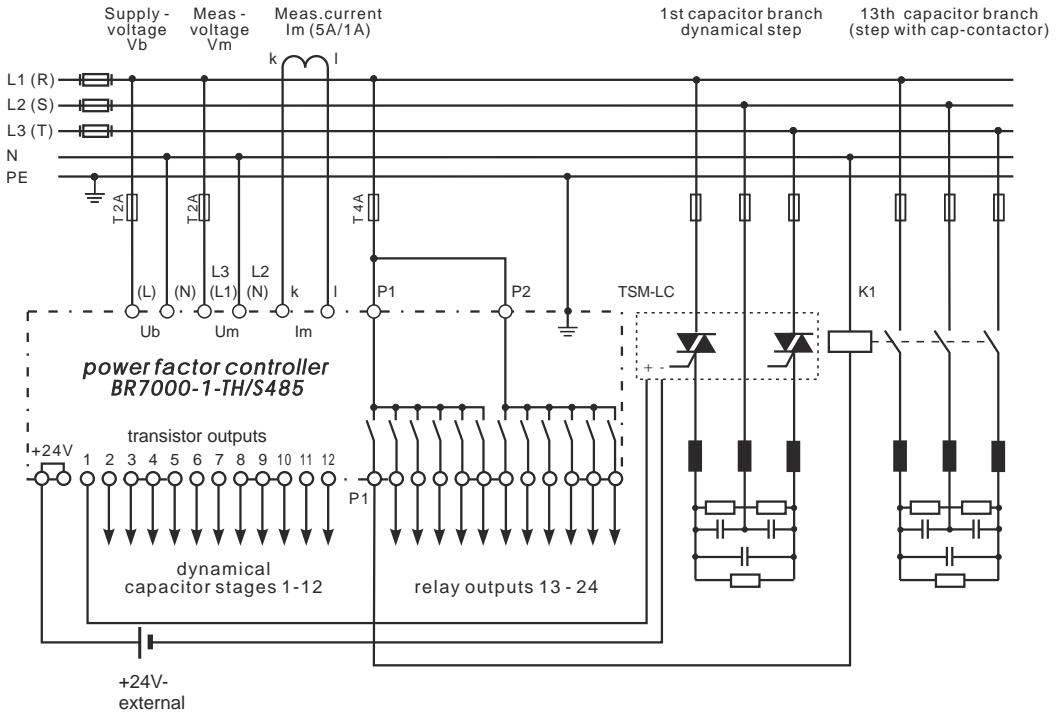 Supply - voltage Vb
Meas - voltage Vm
Meas.current Im (5A/1A)
1st capacitor branch dynamical step
13th capacitor branch (step with cap-contactor)
k l
L1 (R)
L2 (S)
L3 (T)
N
PE
T 2 A
T 2 A
T 4 A
(L) (N) L3 (L1) L2 (N) k l P1 P2 TSM-LC K1
Ub Um Im
power factor controller
BR7000-1-TH/S485
+ -
transistor outputs
+24V
1 2 3 4 5 6 7 8 9 10 11 12
P1
dynamical
capacitor stages 1-12
relay outputs 13 - 24
+24V-
external